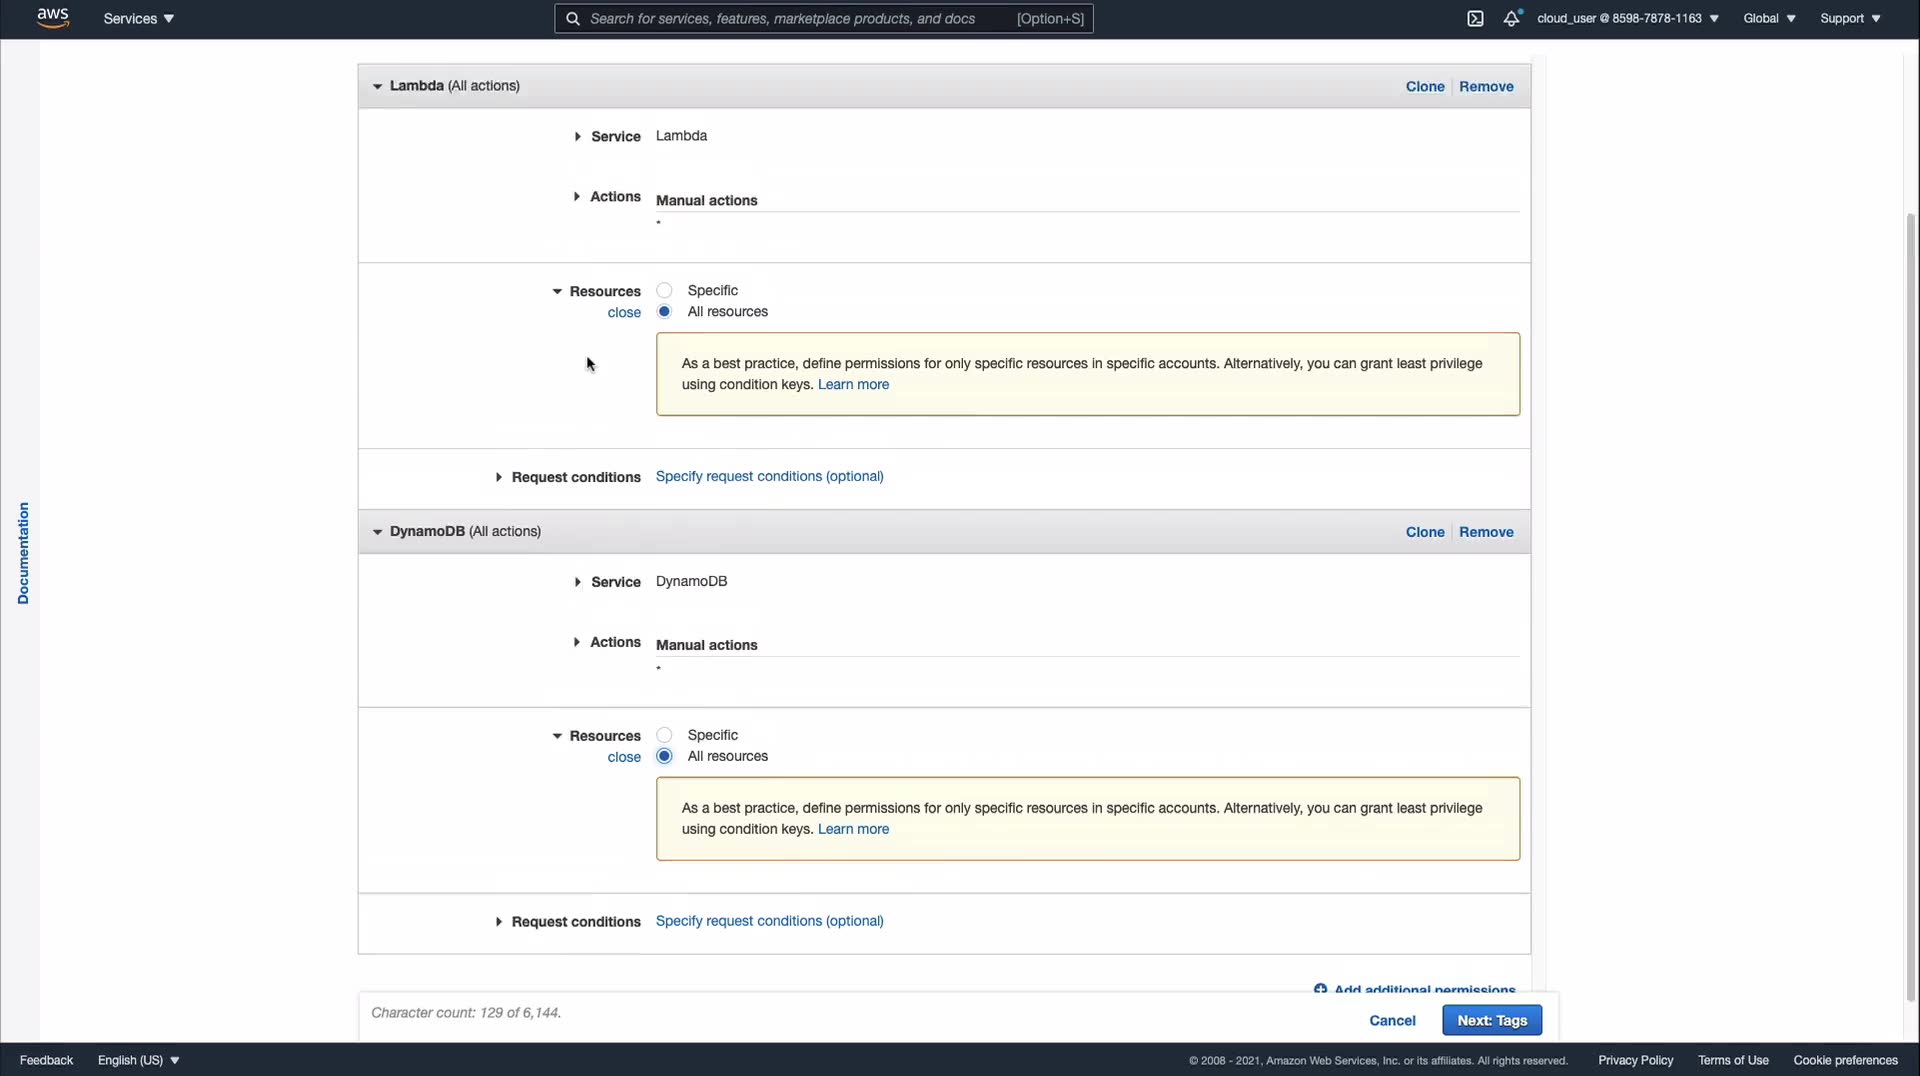 aws
Services
Search for services, features, marketplace products, and docs
[Option+S]
cloud_user @ 8598-7878-1163
Global
Support
Lambda (All actions)
Clone
Remove
Service
Lambda
Actions
Manual actions
*
Resources
close
Specific
All resources
As a best practice, define permissions for only specific resources in specific accounts. Alternatively, you can grant least privilege
using condition keys. Learn more
Request conditions
Specify request conditions (optional)
Documentation
DynamoDB (All actions)
Clone
Remove
Service
DynamoDB
Actions
Manual actions
*
Resources
close
Specific
All resources
As a best practice, define permissions for only specific resources in specific accounts. Alternatively, you can grant least privilege
using condition keys. Learn more
Request conditions
Specify request conditions (optional)
Add additional permissions
Character count: 129 of 6,144.
Cancel
Next: Tags
Feedback
English (US)
© 2008 - 2021, Amazon Web Services, Inc. or its affiliates. All rights reserved.
Privacy Policy
Terms of Use
Cookie preferences